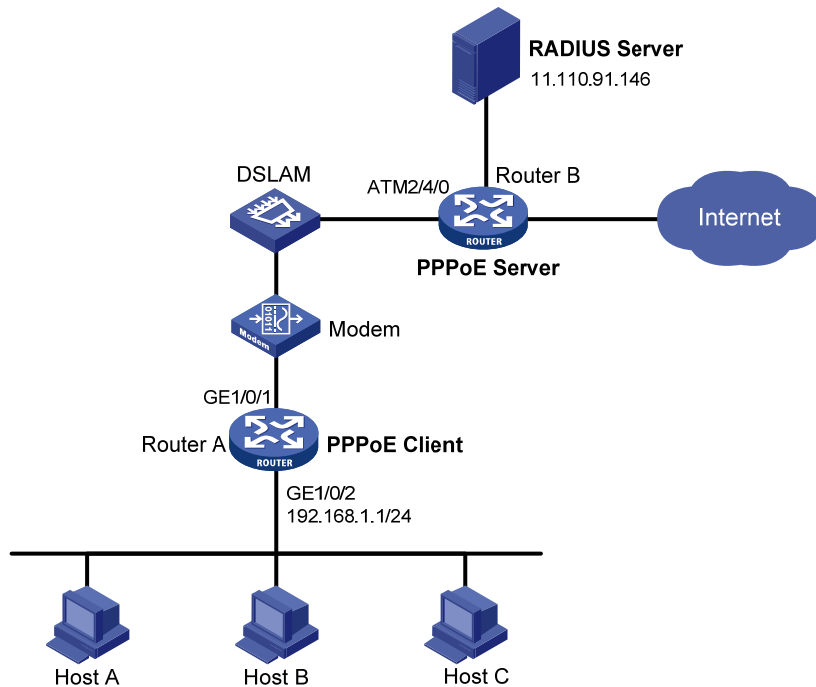 RADIUS Server
11.110.91.146
DSLAM
ATM2/4/0
Router B
ROUTER
Internet
PPPoE Server
01011
Modem
Modem
GE1/0/1
Router A
ROUTER
PPPoE Client
GE1/0/2
192.168.1.1/24
Host A
Host B
Host C